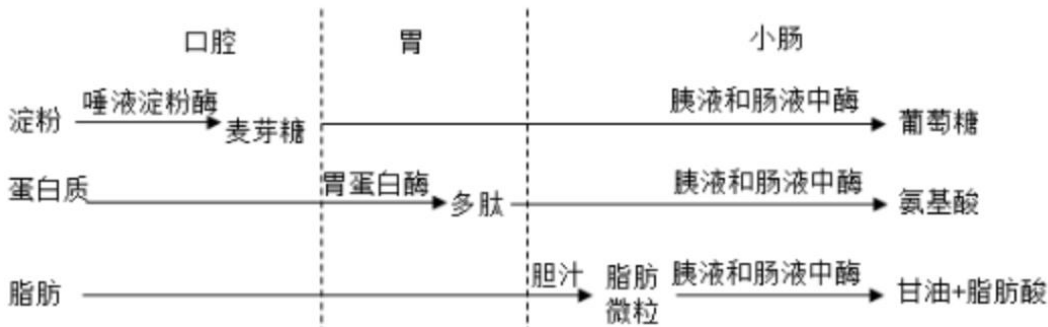 口腔
胃
小肠
淀粉
唾液淀粉酶
麦芽糖
胰液和肠液中酶
葡萄糖
蛋白质
胃蛋白酶
多肽
胰液和肠液中酶
氨基酸
脂肪
胆汁
脂肪
微粒
胰液和肠液中酶
甘油+脂肪酸